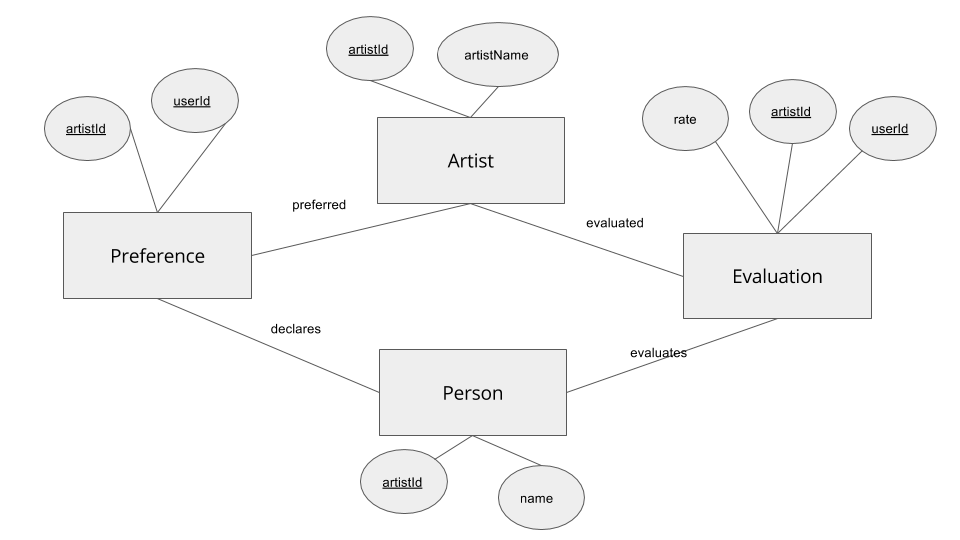 artistId
artistName
userId
artistId
rate
artistId
userId
Artist
preferred
evaluated
Preference
Evaluation
declares
evaluates
Person
artistId
name